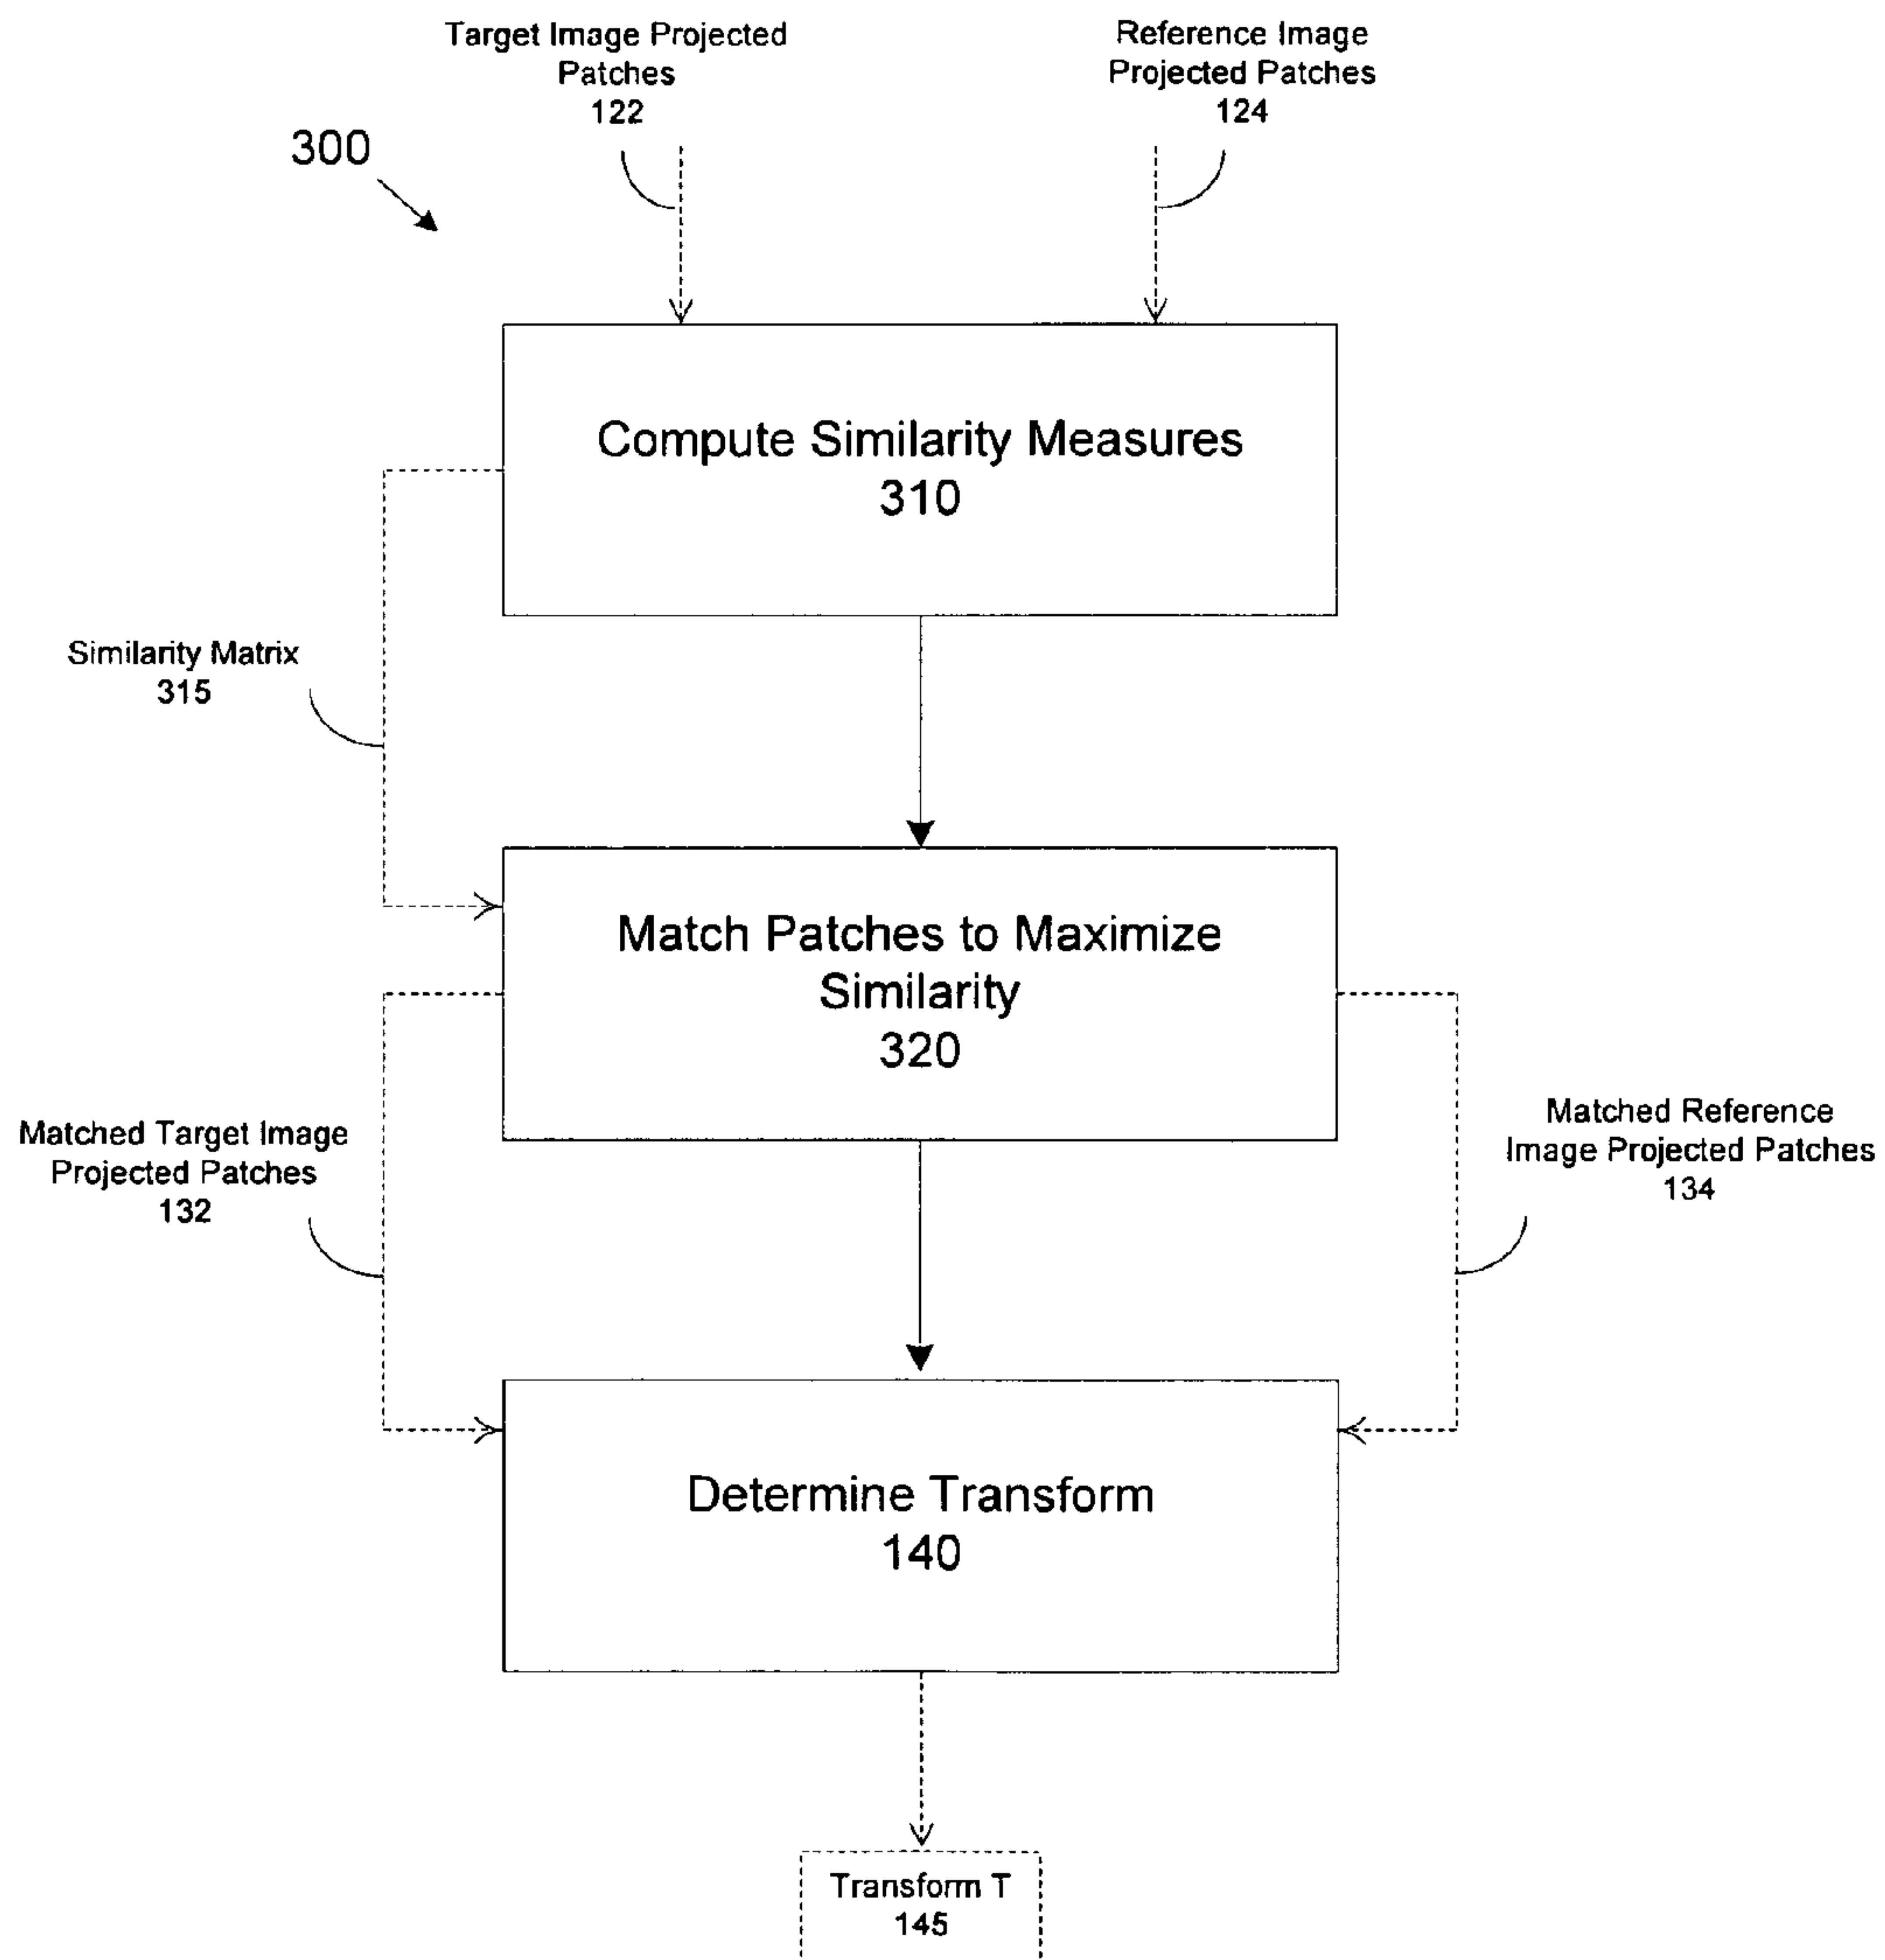 Target Image Projected
Patches
122
Reference Image
Projected Patches
124
300
Compute Similarity Measures
310
Similarity Matrix
315
Match Patches to Maximize
Similarity
320
Matched Target Image
Projected Patches
132
Matched Reference
Image Projected Patches
134
Determine Transform
140
Transform T
145